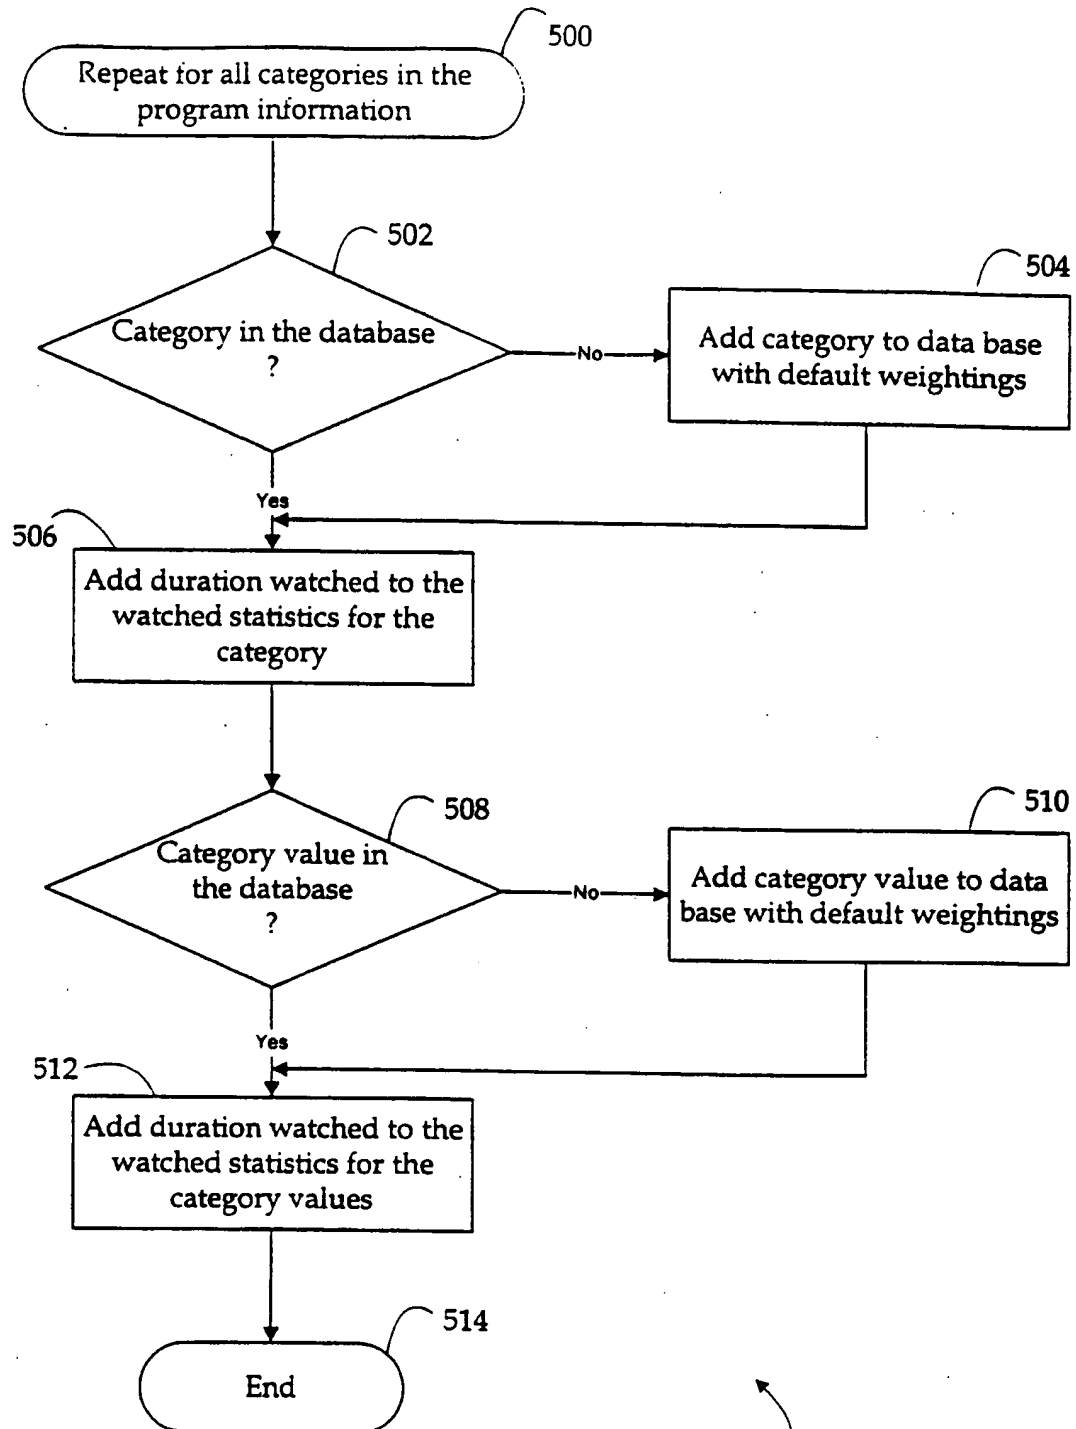 500
Repeat for all categories in the
program information
502
Category in the database
?
No
504
Add category to data base
with default weightings
Yes
506
Add duration watched to the
watched statistics for the
category
508
Category value in
the database
?
No
510
Add category value to data
base with default weightings
Yes
512
Add duration watched to the
watched statistics for the
category values
514
End